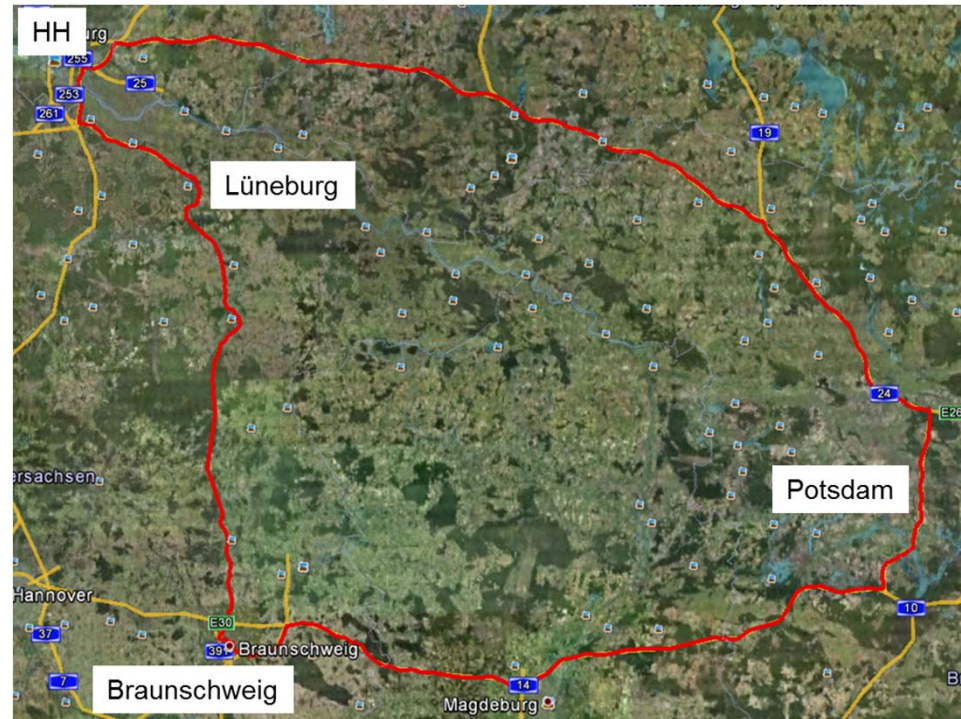 HH
urg
255
253
25
261
19
Lüneburg
24
E26
ersachsen
Potsdam
Hannover
E30
37
10
391
Braunschweig
7
Braunschweig
14
Magdeburg
B